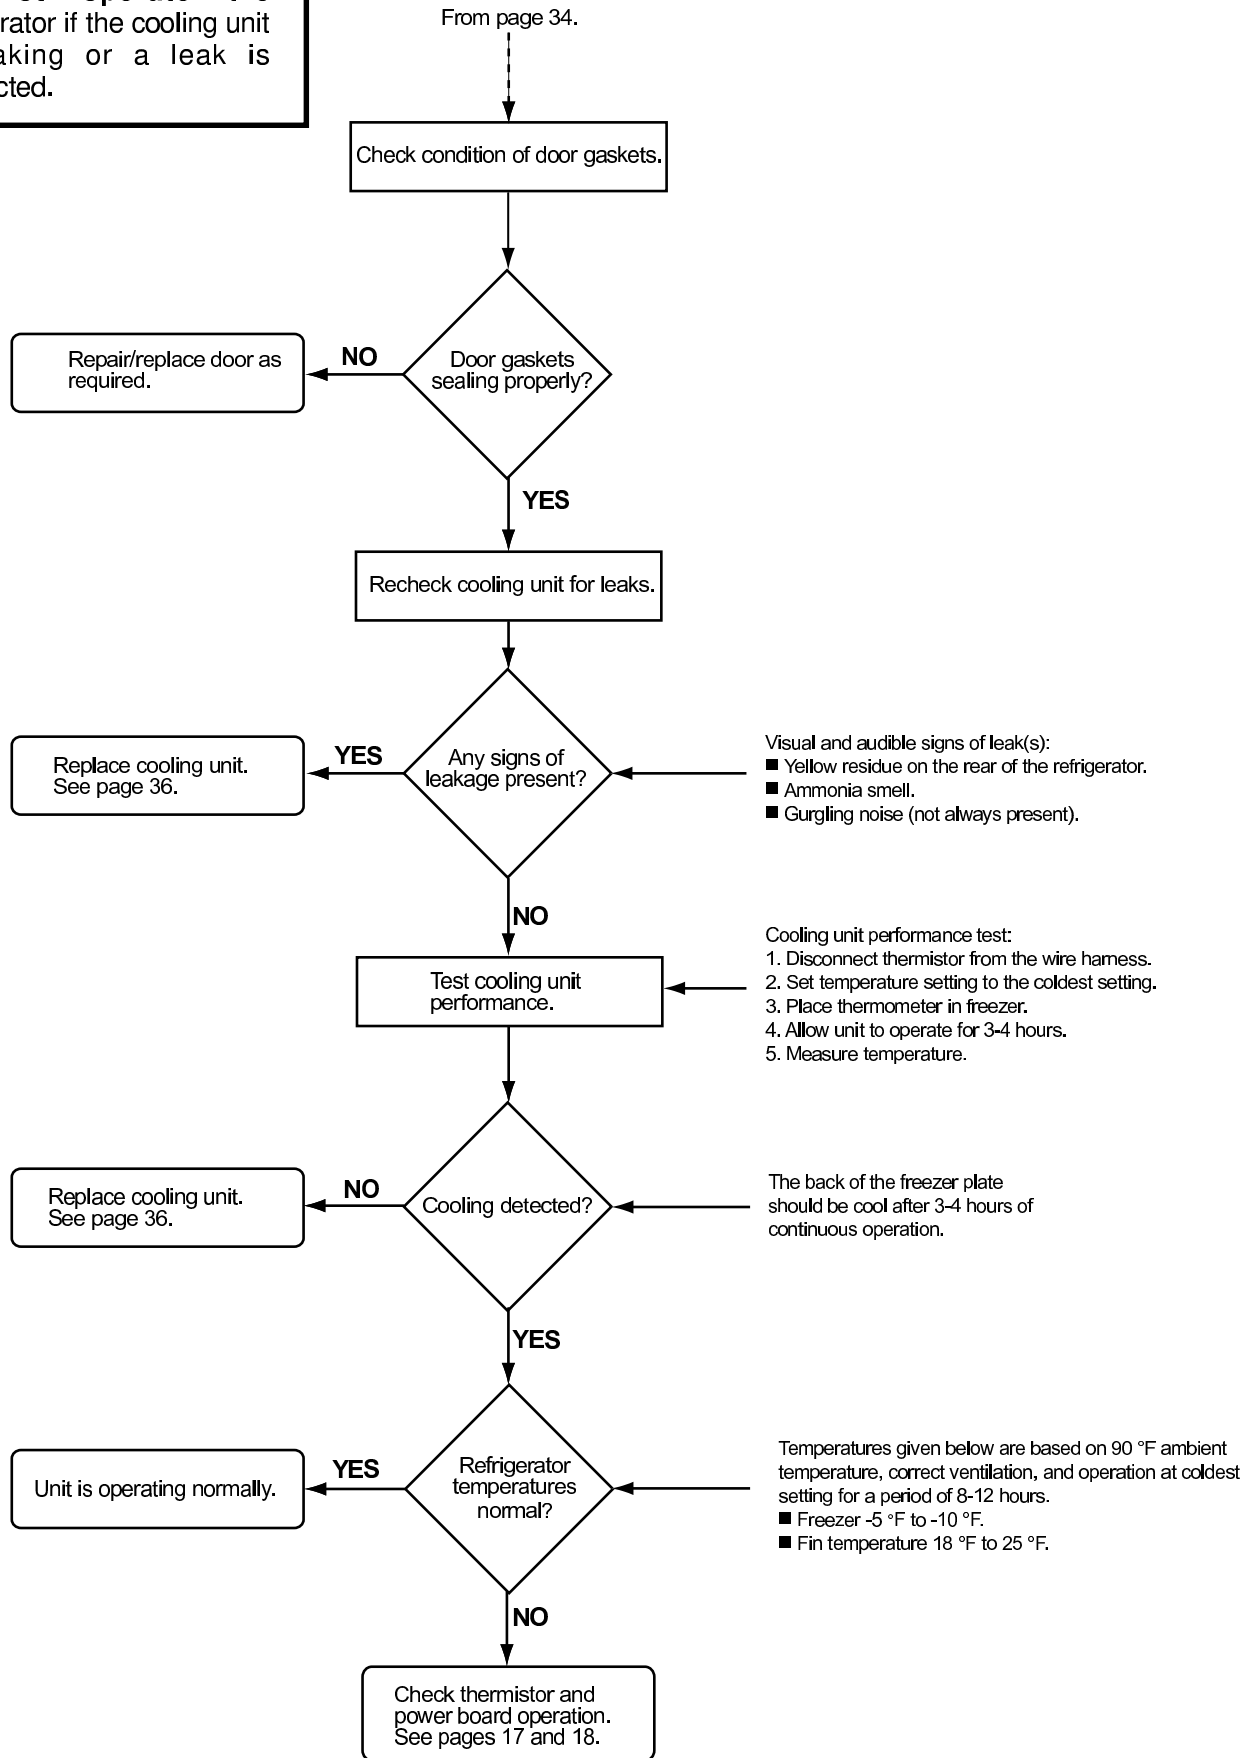 erator if the cooling unit
aking or a leak is
cted.
From page 34.
Check condition of door gaskets.
Door gaskets
sealing properly?
NO
Repair/replace door as
required.
YES
Recheck cooling unit for leaks.
Any signs of
leakage present?
YES
Replace cooling unit.
See page 36.
Visual and audible signs of leak(s):
■ Yellow residue on the rear of the refrigerator.
■ Ammonia smell.
■ Gurgling noise (not always present).
NO
Test cooling unit
performance.
Cooling unit performance test:
1. Disconnect thermistor from the wire harness.
2. Set temperature setting to the coldest setting.
3. Place thermometer in freezer.
4. Allow unit to operate for 3-4 hours.
5. Measure temperature.
Cooling detected?
NO
Replace cooling unit.
See page 36.
The back of the freezer plate
should be cool after 3-4 hours of
continuous operation.
YES
Refrigerator
temperatures
normal?
YES
Unit is operating normally.
Temperatures given below are based on 90 °F ambient
temperature, correct ventilation, and operation at coldest
setting for a period of 8-12 hours.
■ Freezer -5 °F to -10 °F.
■ Fin temperature 18 °F to 25 °F.
NO
Check thermistor and
power board operation.
See pages 17 and 18.